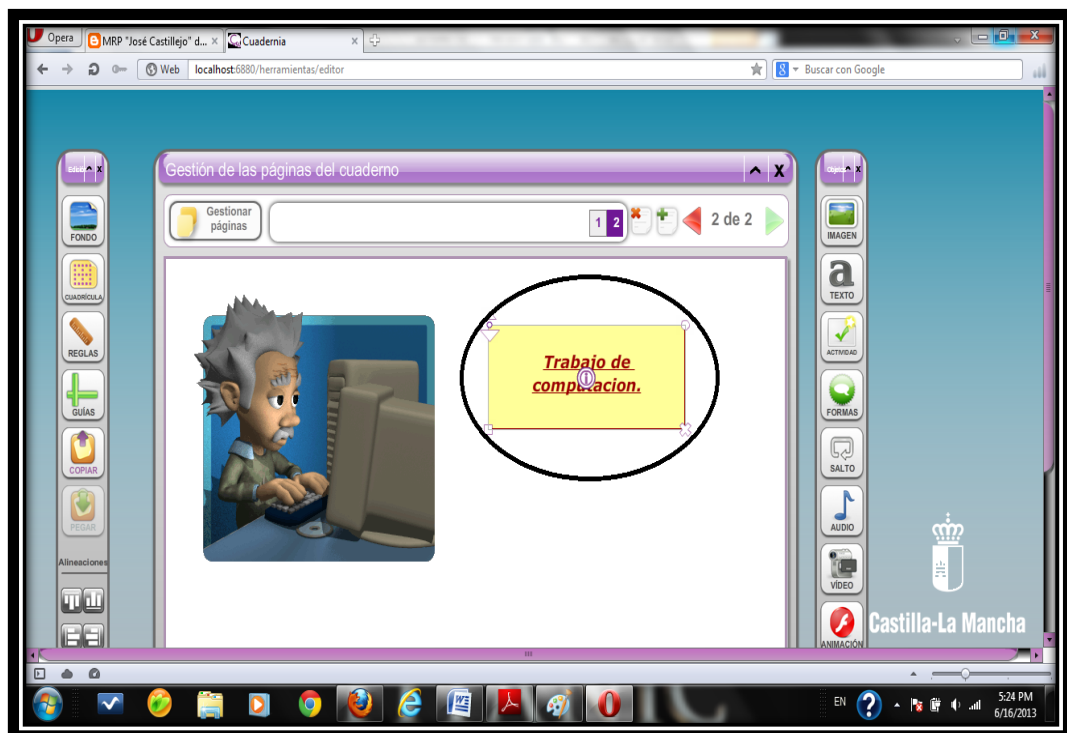 Opera
MRP "José Castillejo" d...
Cuadernia
Web
localhost:6880/herramientas/editor
Buscar con Google
Gestión de las páginas del cuaderno
Gestionar
páginas
1 2
2 de 2
FONDO
CUADRÍCULA
REGLAS
GUÍAS
COPIAR
PEGAR
Alineaciones
Trabajo de
computacion.
IMAGEN
a
TEXTO
ACTIVIDAD
FORMAS
SALTO
AUDIO
VÍDEO
ANIMACIÓN
Castilla-La Mancha
EN
5:24 PM
6/16/2013